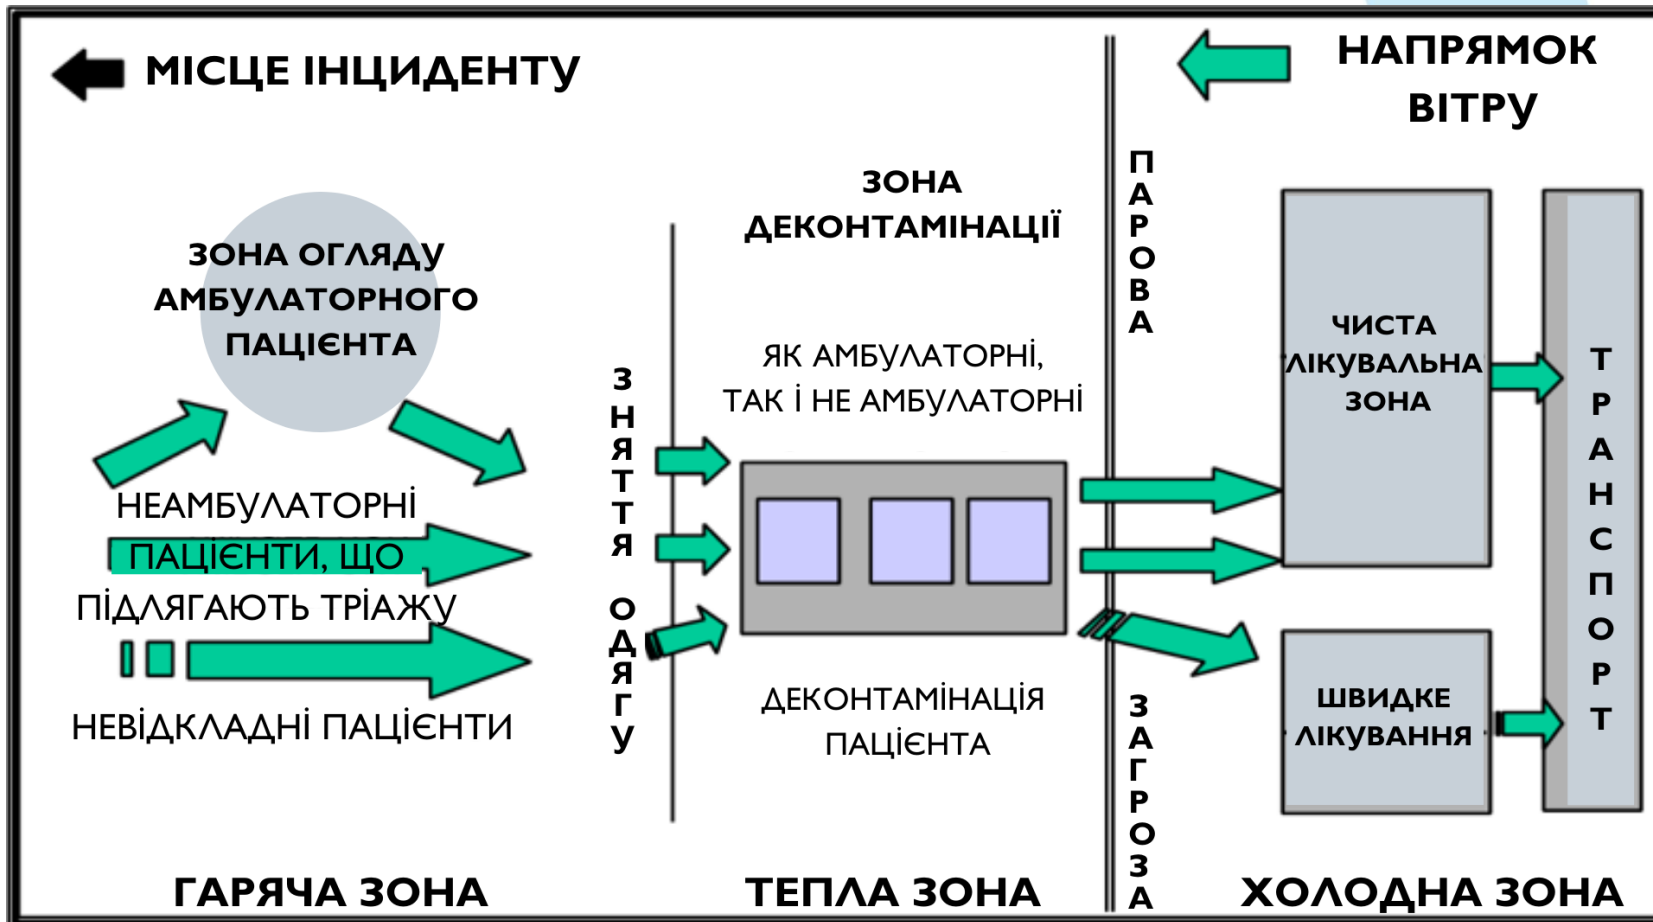 МІСЦЕ ІНЦИДЕНТУ
НАПРЯМОК
ВІТРУ
ЗОНА ОГЛЯДУ
АМБУЛАТОРНОГО
ПАЦІЄНТА
НЕАМБУЛАТОРНІ
ПАЦІЄНТИ, ЩО
ПІДЛЯГАЮТЬ ТРІАЖУ
НЕВІДКЛАДНІ ПАЦІЄНТИ
ЗНЯТТЯ ОДЯГУ
ЗОНА
ДЕКОНТАМІНАЦІЇ
ЯК АМБУЛАТОРНІ,
ТАК І НЕ АМБУЛАТОРНІ
ДЕКОНТАМІНАЦІЯ
ПАЦІЄНТА
ПАРОВА ЗАГРОЗА
ЧИСТА
ЛІКУВАЛЬНА
ЗОНА
ШВИДКЕ
ЛІКУВАННЯ
ТРАНСПОРТ
ГАРЯЧА ЗОНА
ТЕПЛА ЗОНА
ХОЛОДНА ЗОНА